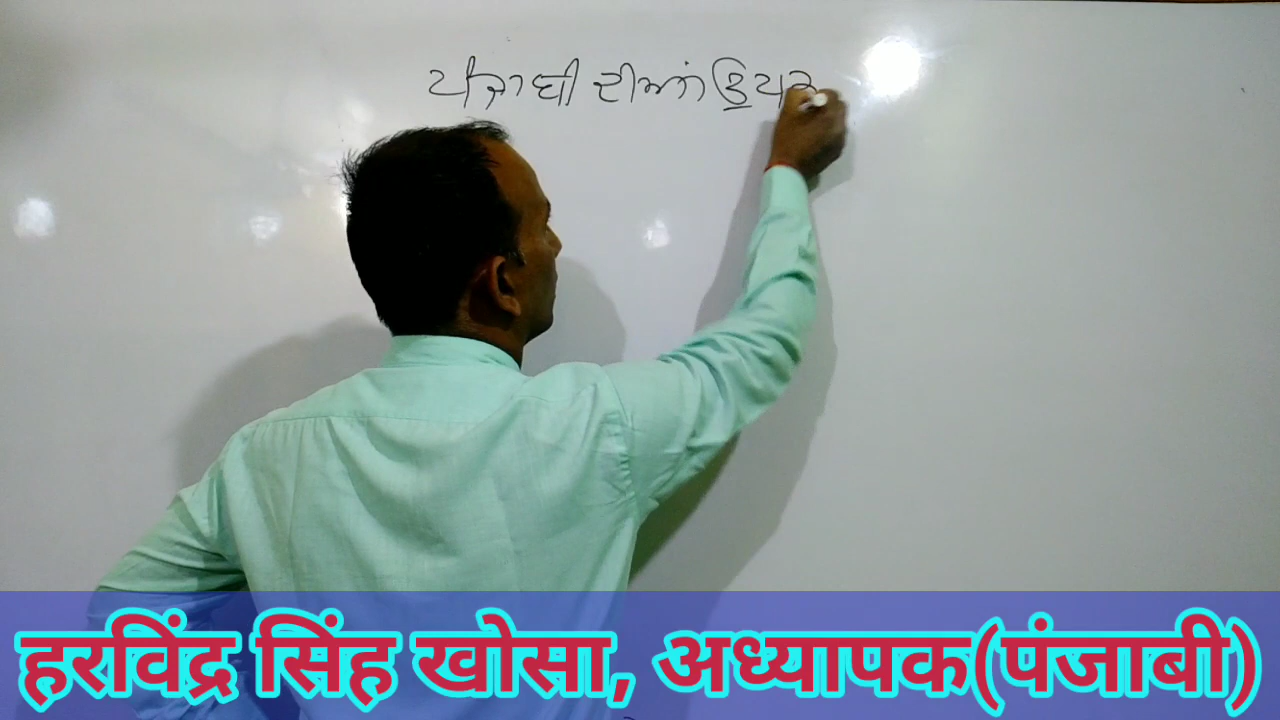 ਪੰਜਾਬੀ ਦੀਆਂ
हरविंद्र सिंह खोसा, अध्यापक(पंजाबी)